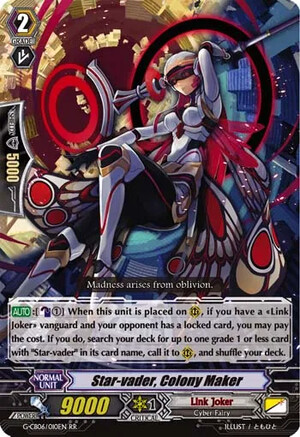 2
GRADE
5000
Madness arises from oblivion.
AUTO [ 1] When this unit is placed on , if you have a «Link
Joker» vanguard and your opponent has a locked card, you may pay
the cost. If you do, search your deck for up to one grade 1 or less card
with "Star-vader" in its card name, call it to , and shuffle your deck.
NORMAL
UNIT
Star-vader, Colony Maker
POWER 9000 1 CRITICAL
Link Joker
Cyber Fairy
G-CB06/010EN RR
ILLUST / ともひろ